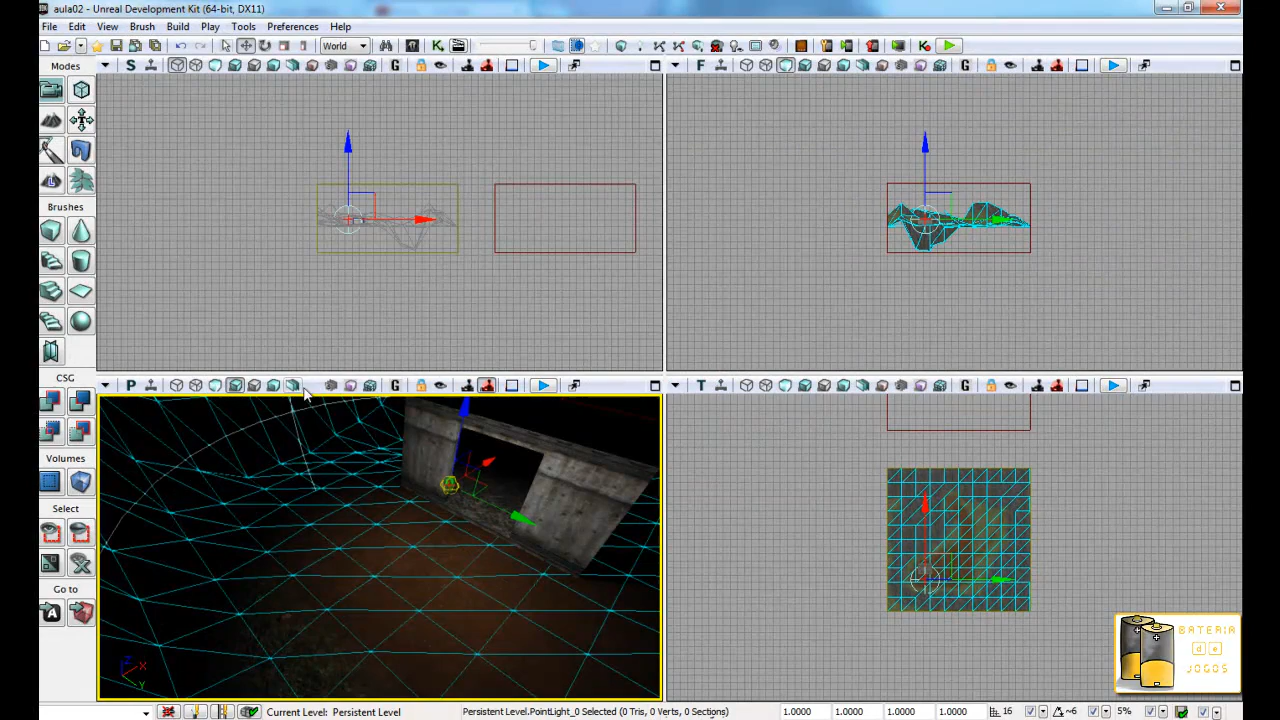 aula02 - Unreal Development Kit (64-bit, DX11)
File Edit View Brush Build Play Tools Preferences Help
World
Modes
S G
F G
Brushes
CSG
P G
T G
Volumes
Select
Go to
Z X Y
BATERIA
de
JOGOS
Current Level: Persistent Level
Persistent Level.PointLight_0 Selected (0 Tris, 0 Verts, 0 Sections)
1.0000 1.0000 1.0000 1.0000 16 ~6 5%